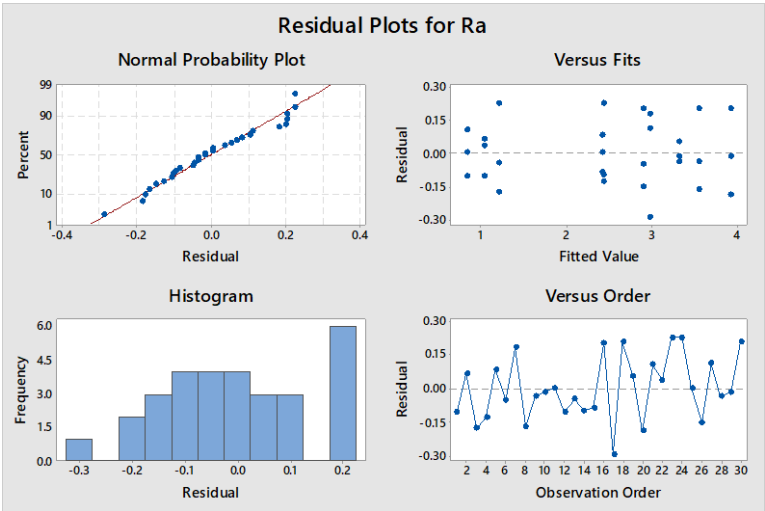 Residual Plots for Ra
Normal Probability Plot
99
90
50
10
1
Percent
-0.4 -0.2 0.0 0.2 0.4
Residual
Versus Fits
0.30
0.15
0.00
-0.15
-0.30
Residual
1 2 3 4
Fitted Value
Histogram
6.0
4.5
3.0
1.5
0.0
Frequency
-0.3 -0.2 -0.1 0.0 0.1 0.2
Residual
Versus Order
0.30
0.15
0.00
-0.15
-0.30
Residual
2 4 6 8 10 12 14 16 18 20 22 24 26 28 30
Observation Order